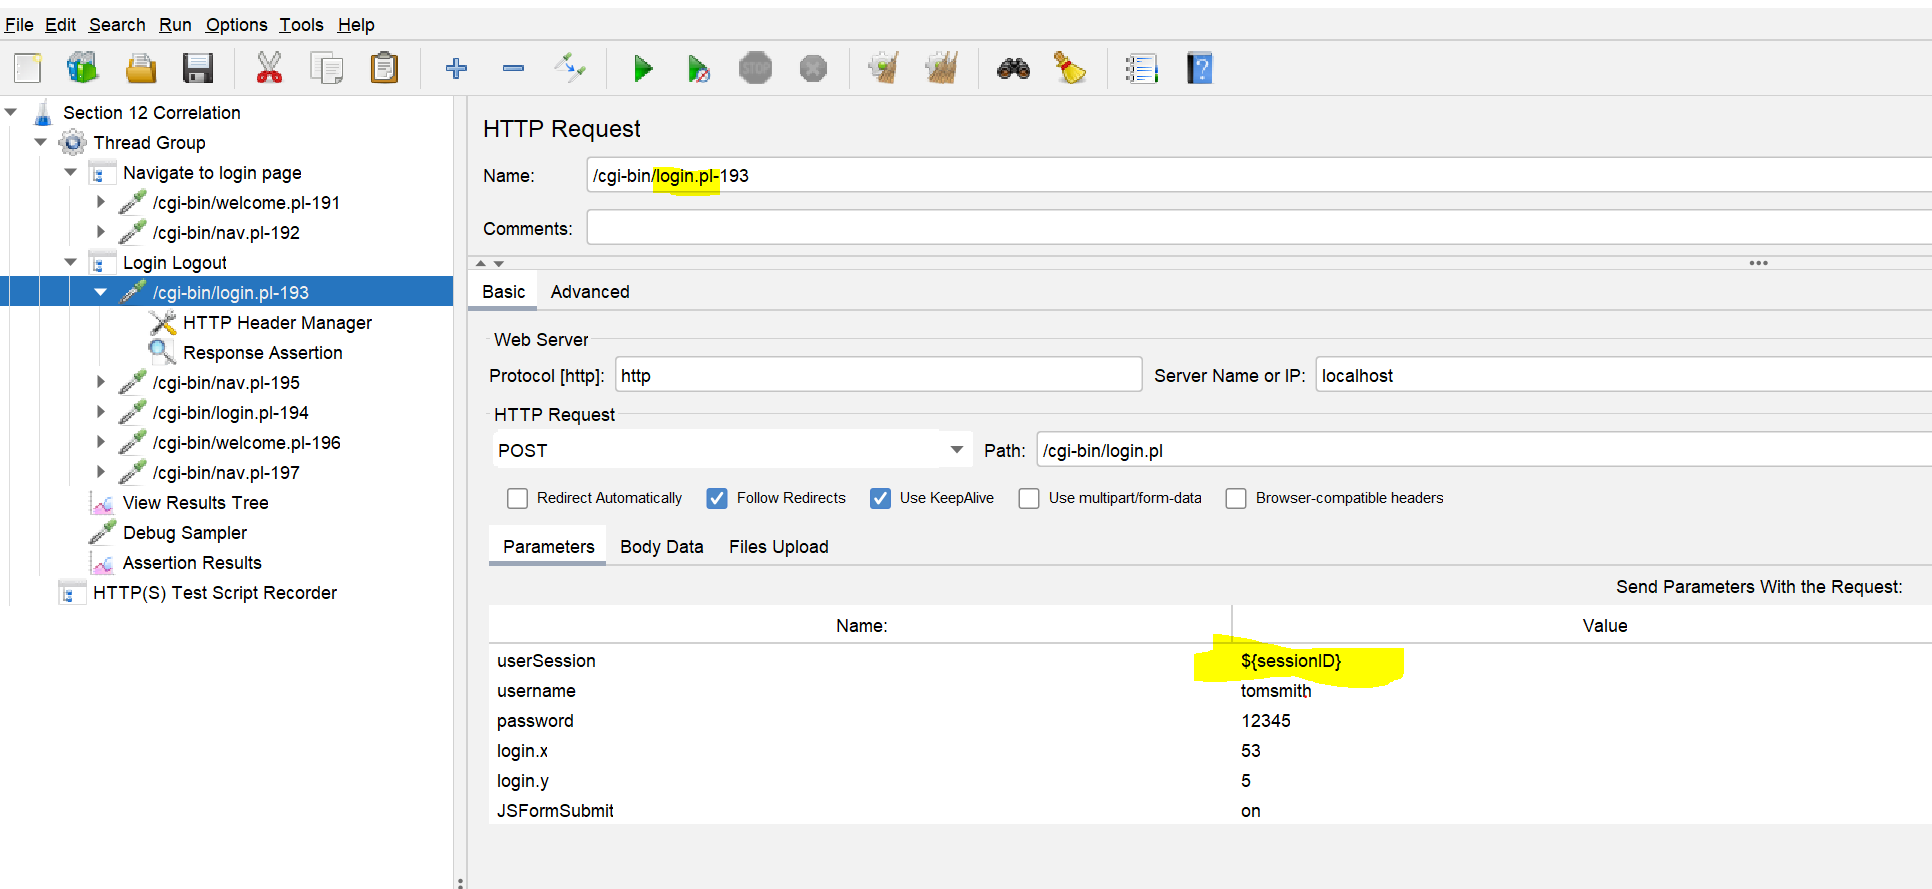 File Edit Search Run Options Tools Help
STOP
?
Section 12 Correlation
Thread Group
Navigate to login page
/cgi-bin/welcome.pl-191
/cgi-bin/nav.pl-192
Login Logout
/cgi-bin/login.pl-193
HTTP Header Manager
Response Assertion
/cgi-bin/nav.pl-195
/cgi-bin/login.pl-194
/cgi-bin/welcome.pl-196
/cgi-bin/nav.pl-197
View Results Tree
Debug Sampler
Assertion Results
HTTP(S) Test Script Recorder
HTTP Request
Name: /cgi-bin/login.pl-193
Comments:
Basic Advanced
Web Server
Protocol [http]: http Server Name or IP: localhost
HTTP Request
POST Path: /cgi-bin/login.pl
Redirect Automatically Follow Redirects Use KeepAlive Use multipart/form-data Browser-compatible headers
Parameters Body Data Files Upload
Send Parameters With the Request:
Name: Value
userSession ${sessionID}
username tomsmith
password 12345
login.x 53
login.y 5
JSFormSubmit on